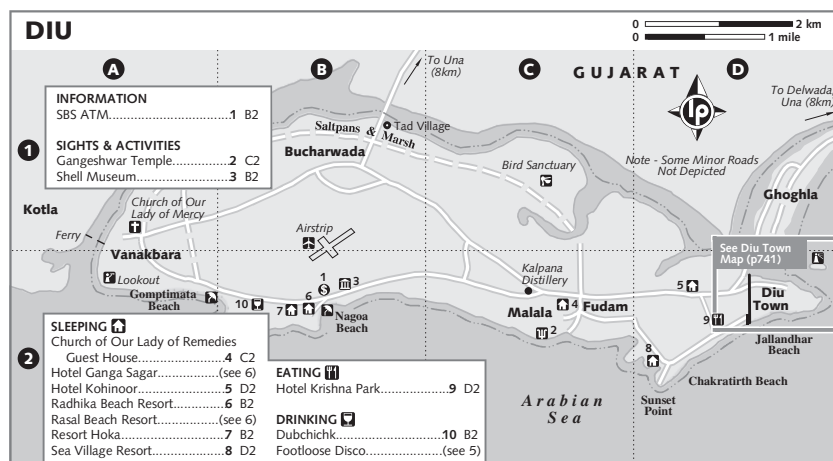 DIU
0 2 km
0 1 mile
A
B
C
D
To Una
(8km)
GUJARAT
To Delwada,
Una (8km)
lp
Note - Some Minor Roads
Not Depicted
1
INFORMATION
SBS ATM..........................1 B2
SIGHTS & ACTIVITIES
Gangeshwar Temple..........2 C2
Shell Museum....................3 B2
Saltpans & Marsh
Tad Village
Bucharwada
Bird Sanctuary
Ghoghla
Kotla
Church of Our
Lady of Mercy
Ferry
Vanakbara
Airstrip
Lookout
Gomptimata
Beach
10
7
6
1
$
3
Nagoa
Beach
Kalpana
Distillery
Malala
4
Fudam
2
See Diu Town
Map (p741)
5
9
Diu
Town
Jallandhar
Beach
8
Chakratirth Beach
Sunset
Point
Arabian
Sea
2
SLEEPING
Church of Our Lady of Remedies
Guest House....................4 C2
Hotel Ganga Sagar............(see 6)
Hotel Kohinoor..................5 D2
Radhika Beach Resort........6 B2
Rasal Beach Resort............(see 6)
Resort Hoka.......................7 B2
Sea Village Resort..............8 D2
EATING
Hotel Krishna Park..............9 D2
DRINKING
Dubchichk........................10 B2
Footloose Disco................(see 5)